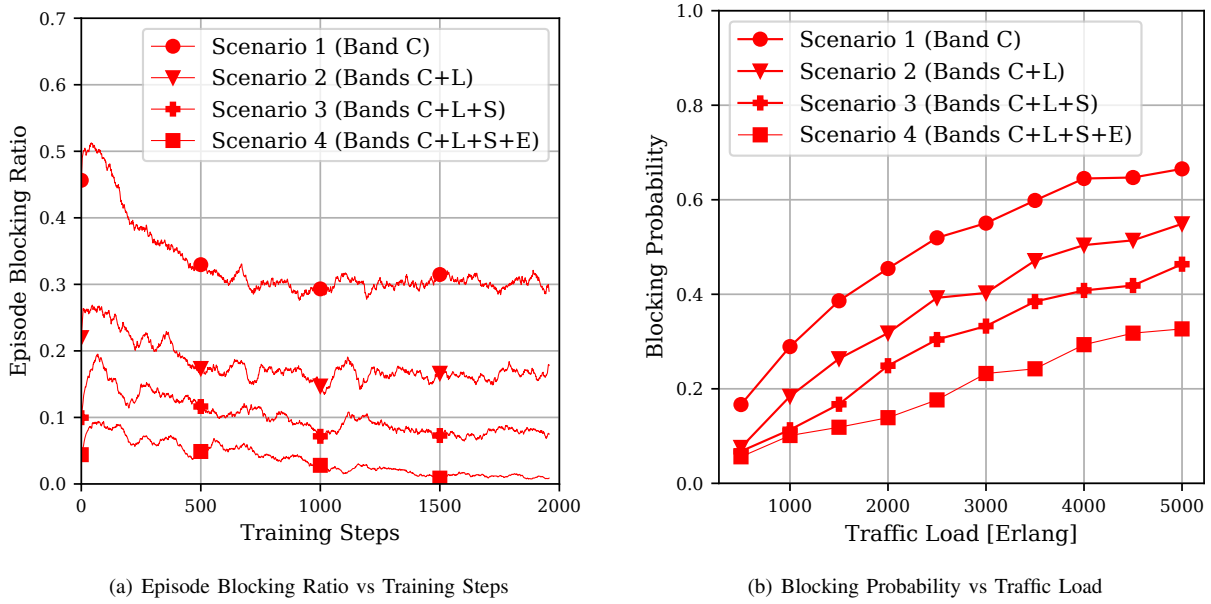 0.7
0.6
0.5
0.4
0.3
0.2
0.1
0.0
Episode Blocking Ratio
Scenario 1 (Band C)
Scenario 2 (Bands C+L)
Scenario 3 (Bands C+L+S)
Scenario 4 (Bands C+L+S+E)
0 500 1000 1500 2000
Training Steps
(a) Episode Blocking Ratio vs Training Steps
1.0
0.8
0.6
0.4
0.2
0.0
Blocking Probability
Scenario 1 (Band C)
Scenario 2 (Bands C+L)
Scenario 3 (Bands C+L+S)
Scenario 4 (Bands C+L+S+E)
1000 2000 3000 4000 5000
Traffic Load [Erlang]
(b) Blocking Probability vs Traffic Load